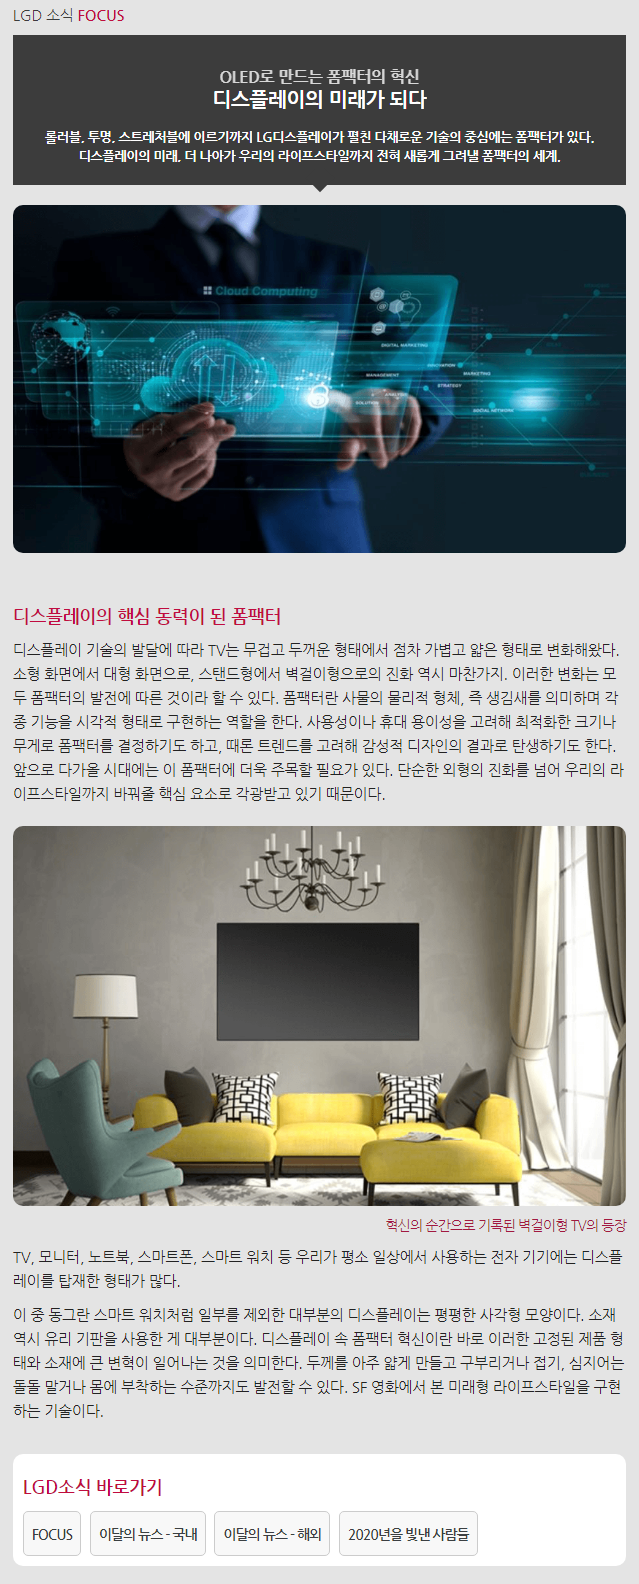 LGD 소식 FOCUS
OLED로 만드는 폼팩터의 혁신
디스플레이의 미래가 되다
롤러블, 투명, 스트레처블에 이르기까지 LG디스플레이가 펼친 다채로운 기술의 중심에는 폼팩터가 있다.
디스플레이의 미래, 더 나아가 우리의 라이프스타일까지 전혀 새롭게 그려낼 폼팩터의 세계.
Cloud Computing
DIGITAL MARKETING
INNOVATION
MANAGEMENT
MARKETING
STRATEGY
ANALYSIS
SOLUTION
SOCIAL NETWORK
디스플레이의 핵심 동력이 된 폼팩터
디스플레이 기술의 발달에 따라 TV는 무겁고 두꺼운 형태에서 점차 가볍고 얇은 형태로 변화해왔다.
소형 화면에서 대형 화면으로, 스탠드형에서 벽걸이형으로의 진화 역시 마찬가지. 이러한 변화는 모
두 폼팩터의 발전에 따른 것이라 할 수 있다. 폼팩터란 사물의 물리적 형체, 즉 생김새를 의미하며 각
종 기능을 시각적 형태로 구현하는 역할을 한다. 사용성이나 휴대 용이성을 고려해 최적화한 크기나
무게로 폼팩터를 결정하기도 하고, 때론 트렌드를 고려해 감성적 디자인의 결과로 탄생하기도 한다.
앞으로 다가올 시대에는 이 폼팩터에 더욱 주목할 필요가 있다. 단순한 외형의 진화를 넘어 우리의 라
이프스타일까지 바꿔줄 핵심 요소로 각광받고 있기 때문이다.
혁신의 순간으로 기록된 벽걸이형 TV의 등장
TV, 모니터, 노트북, 스마트폰, 스마트 워치 등 우리가 평소 일상에서 사용하는 전자 기기에는 디스플
레이를 탑재한 형태가 많다.
이 중 동그란 스마트 워치처럼 일부를 제외한 대부분의 디스플레이는 평평한 사각형 모양이다. 소재
역시 유리 기판을 사용한 게 대부분이다. 디스플레이 속 폼팩터 혁신이란 바로 이러한 고정된 제품 형
태와 소재에 큰 변혁이 일어나는 것을 의미한다. 두께를 아주 얇게 만들고 구부리거나 접기, 심지어는
돌돌 말거나 몸에 부착하는 수준까지도 발전할 수 있다. SF 영화에서 본 미래형 라이프스타일을 구현
하는 기술이다.
LGD소식 바로가기
FOCUS 이달의 뉴스 - 국내 이달의 뉴스 - 해외 2020년을 빛낸 사람들